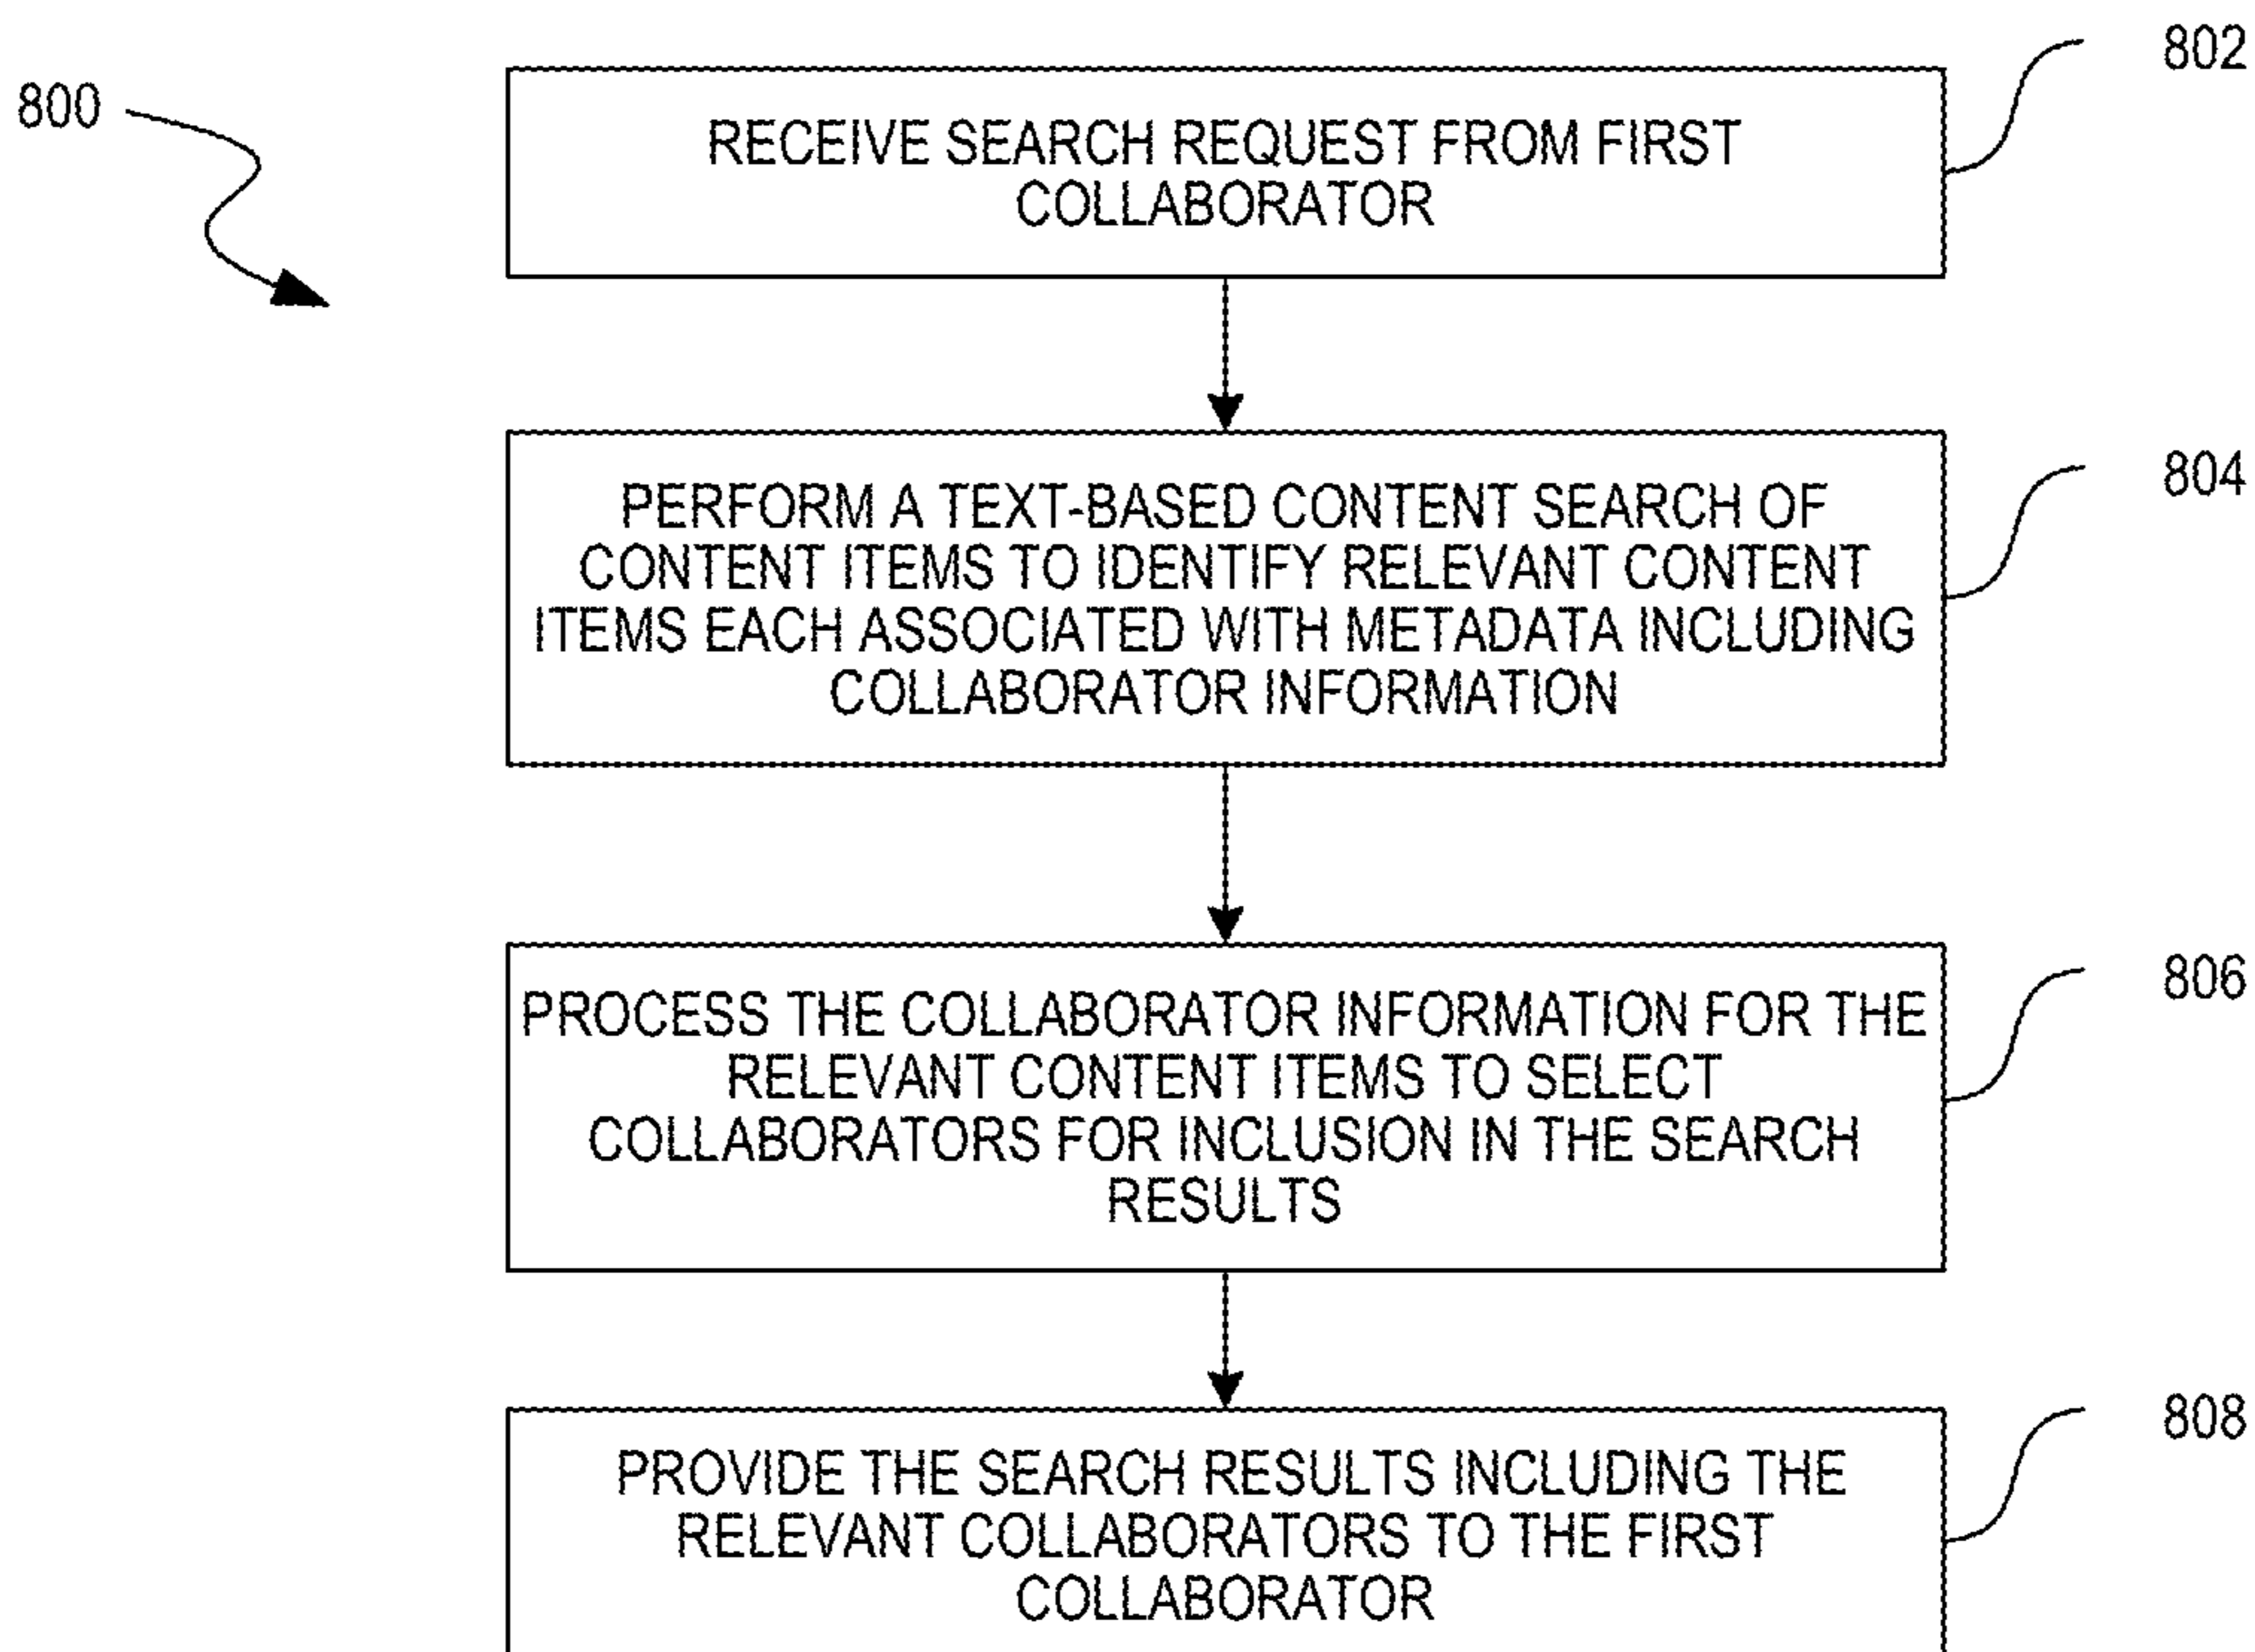 800
802
RECEIVE SEARCH REQUEST FROM FIRST
COLLABORATOR
804
PERFORM A TEXT-BASED CONTENT SEARCH OF
CONTENT ITEMS TO IDENTIFY RELEVANT CONTENT
ITEMS EACH ASSOCIATED WITH METADATA INCLUDING
COLLABORATOR INFORMATION
806
PROCESS THE COLLABORATOR INFORMATION FOR THE
RELEVANT CONTENT ITEMS TO SELECT
COLLABORATORS FOR INCLUSION IN THE SEARCH
RESULTS
808
PROVIDE THE SEARCH RESULTS INCLUDING THE
RELEVANT COLLABORATORS TO THE FIRST
COLLABORATOR